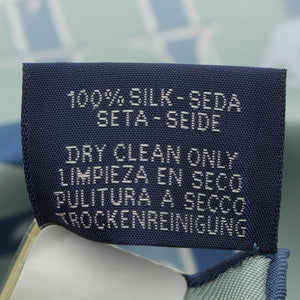 100% SILK - SEDA
SETA - SEIDE
DRY CLEAN ONLY
LIMPIEZA EN SECO
PULITURA A SECCO
TROCKENREINIGUNG